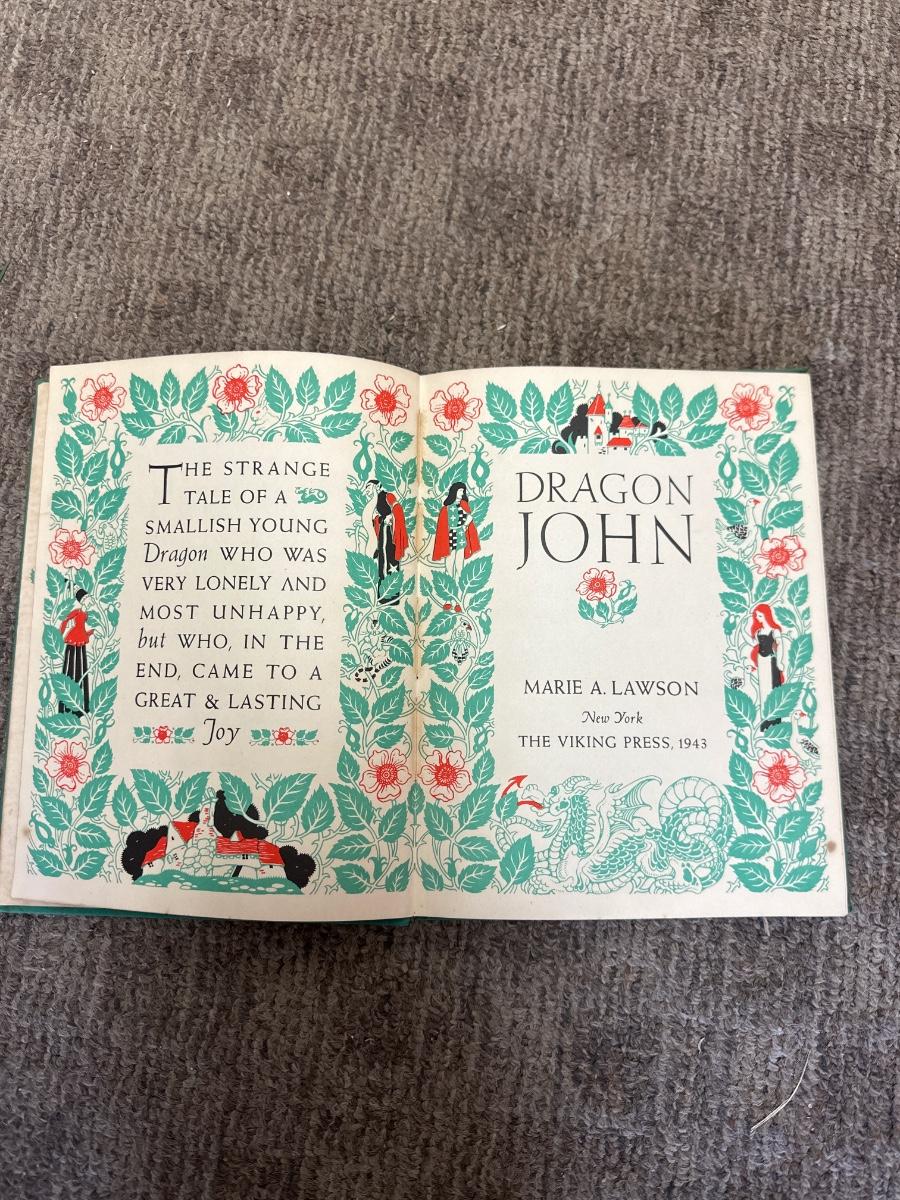 THE STRANGE
TALE OF A
SMALLISH YOUNG
Dragon WHO WAS
VERY LONELY AND
MOST UNHAPPY,
but WHO, IN THE
END, CAME TO A
GREAT & LASTING
Joy
DRAGON
JOHN
MARIE A. LAWSON
New York
THE VIKING PRESS, 1943